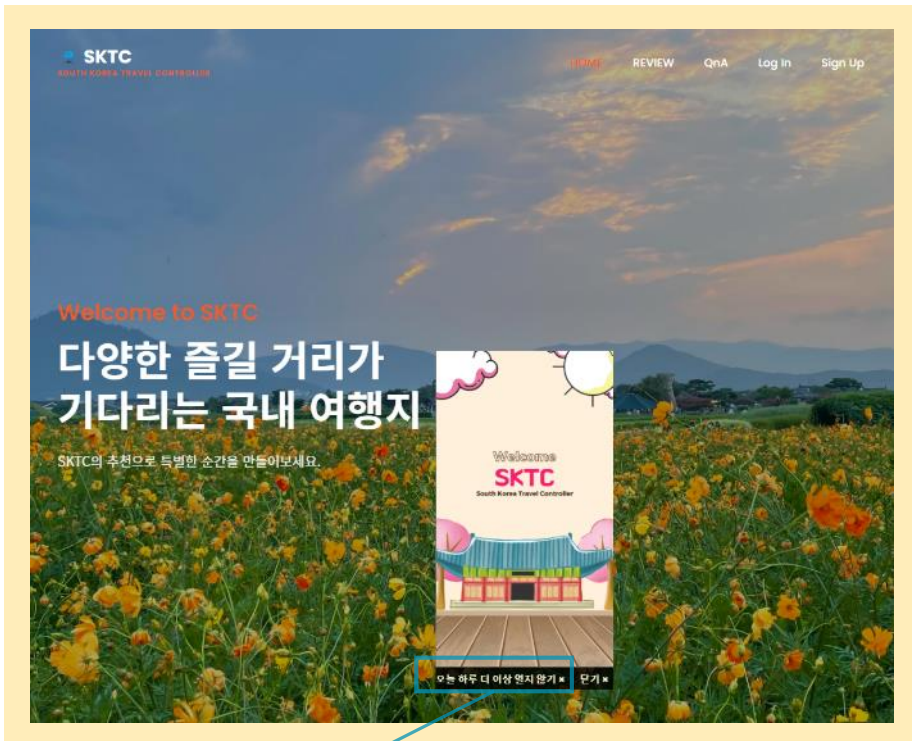 SKTC
SOUTH KOREA TRAVEL CONTROLLER
HOME REVIEW QnA Log In Sign Up
Welcome to SKTC
다양한 즐길 거리가
기다리는 국내 여행지
SKTC의 추천으로 특별한 순간을 만들어보세요.
Welcome
SKTC
South Korea Travel Controller
오늘 하루 더 이상 열지 않기 × 닫기 ×